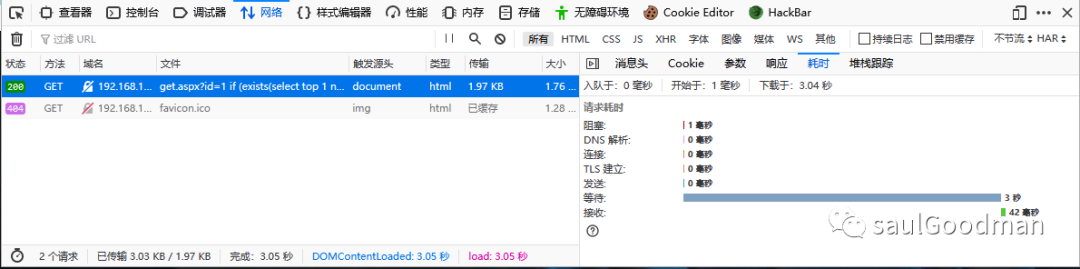 查看器 控制台 调试器 网络 样式编辑器 性能 内存 存储 无障碍环境 Cookie Editor HackBar
过滤 URL 所有 HTML CSS JS XHR 字体 图像 媒体 WS 其他 持续日志 禁用缓存 不节流 HAR
状态 方法 域名 文件 触发源头 类型 传输 大小 消息头 Cookie 参数 响应 耗时 堆栈跟踪
200 GET 192.168.1... get.aspx?id=1 if (exists(select top 1 n... document html 1.97 KB 1.76 ...
404 GET 192.168.1... favicon.ico img html 已缓存 1.28 ...
入队于: 0 毫秒 开始于: 1 毫秒 下载于: 3.04 秒
请求耗时
阻塞: 1 毫秒
DNS 解析: 0 毫秒
连接: 0 毫秒
TLS 建立: 0 毫秒
发送: 0 毫秒
等待: 3 秒
接收: 42 毫秒
saulGoodman
2 个请求 已传输 3.03 KB / 1.97 KB 完成: 3.05 秒 DOMContentLoaded: 3.05 秒 load: 3.05 秒